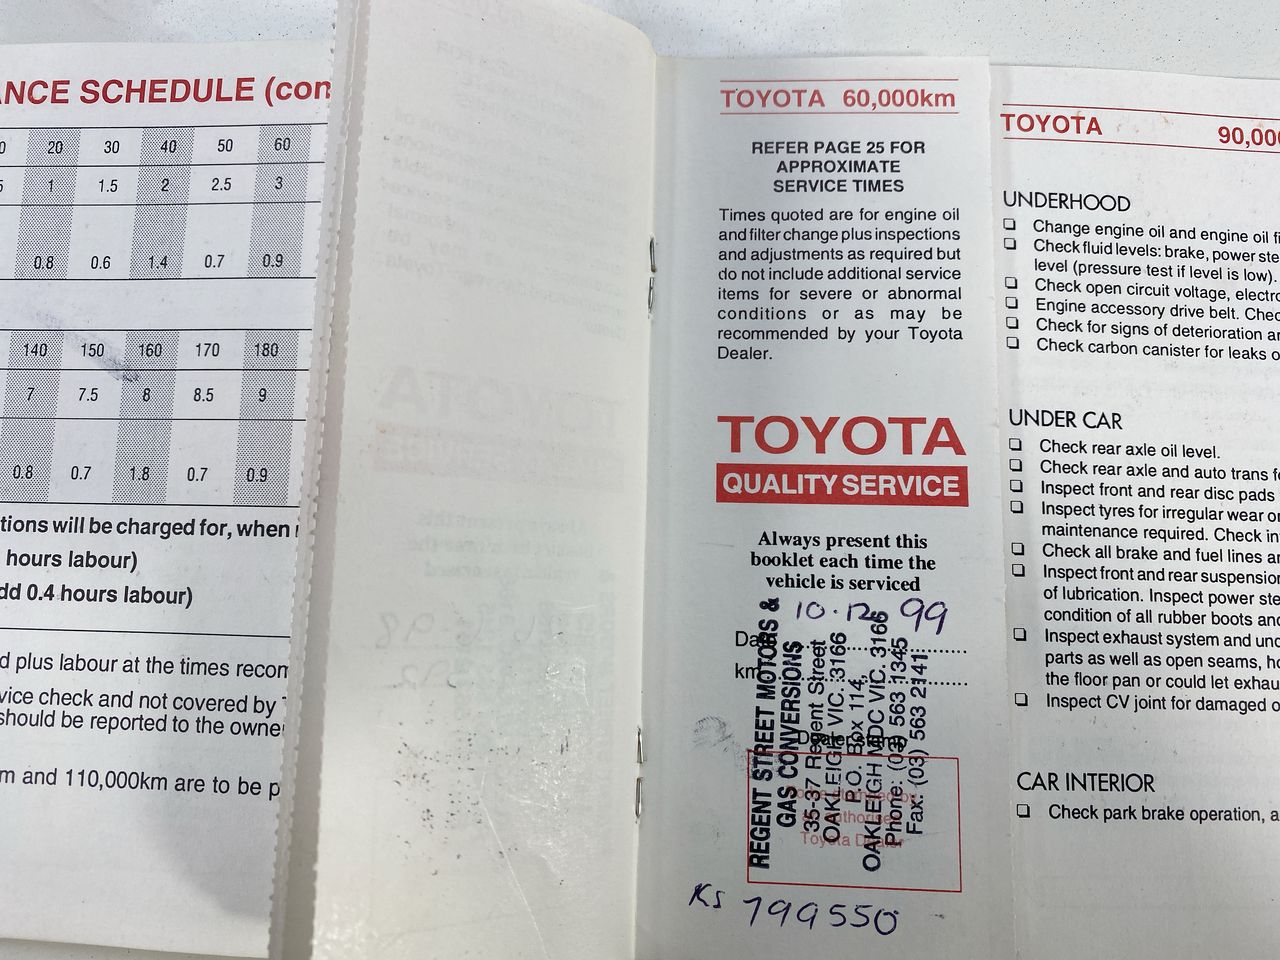 ANCE SCHEDULE (con
0 20 30 40 50 60
5 1 1.5 2 2.5 3
0.8 0.6 1.4 0.7 0.9
140 150 160 170 180
7 7.5 8 8.5 9
0.8 0.7 1.8 0.7 0.9
tions will be charged for, when
hours labour)
dd 0.4 hours labour)
d plus labour at the times recom
vice check and not covered by
should be reported to the owne
m and 110,000km are to be p
TOYOTA 60,000km
REFER PAGE 25 FOR
APPROXIMATE
SERVICE TIMES
Times quoted are for engine oil
and filter change plus inspections
and adjustments as required but
do not include additional service
items for severe or abnormal
conditions or as may be
recommended by your Toyota
Dealer.
TOYOTA
QUALITY SERVICE
Always present this
booklet each time the
vehicle is serviced
10.12.99
Da
km
Dealer stamp
REGENT STREET MOTORS &
GAS CONVERSIONS
35-37 Regent Street
OAKLEIGH VIC. 3166
P.O. Box 114,
OAKLEIGH MDC VIC. 3166
Phone: (03) 563 1345
Fax: (03) 563 2141
Toyota Dealer
Ks 199550
TOYOTA 90,00
UNDERHOOD
❏ Change engine oil and engine oil fi
❏ Check fluid levels: brake, power ste
level (pressure test if level is low).
❏ Check open circuit voltage, electro
❏ Engine accessory drive belt. Chec
❏ Check for signs of deterioration an
❏ Check carbon canister for leaks o
UNDER CAR
❏ Check rear axle oil level.
❏ Check rear axle and auto trans fo
❏ Inspect front and rear disc pads
❏ Inspect tyres for irregular wear or
maintenance required. Check in
❏ Check all brake and fuel lines an
❏ Inspect front and rear suspension
of lubrication. Inspect power ste
condition of all rubber boots and
❏ Inspect exhaust system and und
parts as well as open seams, ho
the floor pan or could let exhau
❏ Inspect CV joint for damaged o
CAR INTERIOR
❏ Check park brake operation, a